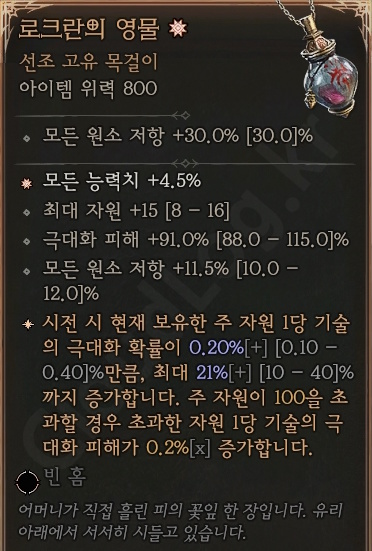 로크란의 영물
선조 고유 목걸이
아이템 위력 800
모든 원소 저항 +30.0% [30.0]%
모든 능력치 +4.5%
최대 자원 +15 [8 – 16]
극대화 피해 +91.0% [88.0 – 115.0]%
모든 원소 저항 +11.5% [10.0 –
12.0]%
시전 시 현재 보유한 주 자원 1당 기술
의 극대화 확률이 0.20%[+] [0.10 –
0.40]%만큼, 최대 21%[+] [10 – 40]%
까지 증가합니다. 주 자원이 100을 초
과할 경우 초과한 자원 1당 기술의 극
대화 피해가 0.2%[x] 증가합니다.
빈 홈
어머니가 직접 흘린 피의 꽃잎 한 장입니다. 유리
아래에서 서서히 시들고 있습니다.